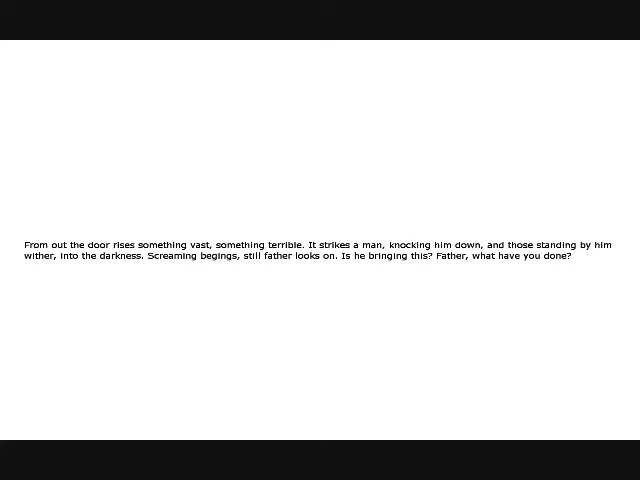 From out the door rises something vast, something terrible. It strikes a man, knocking him down, and those standing by him
wither, into the darkness. Screaming begings, still father looks on. Is he bringing this? Father, what have you done?